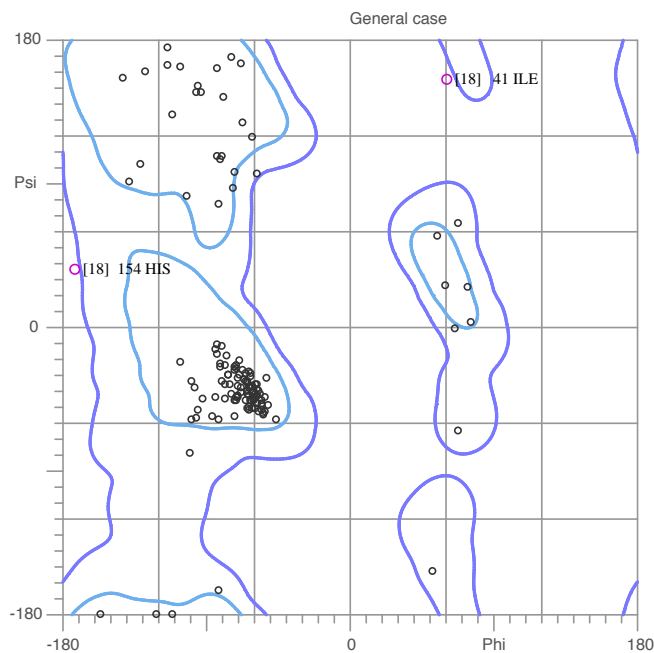 General case
180
[18] 41 ILE
Psi
[18] 154 HIS
0
-180
-180 0 Phi 180